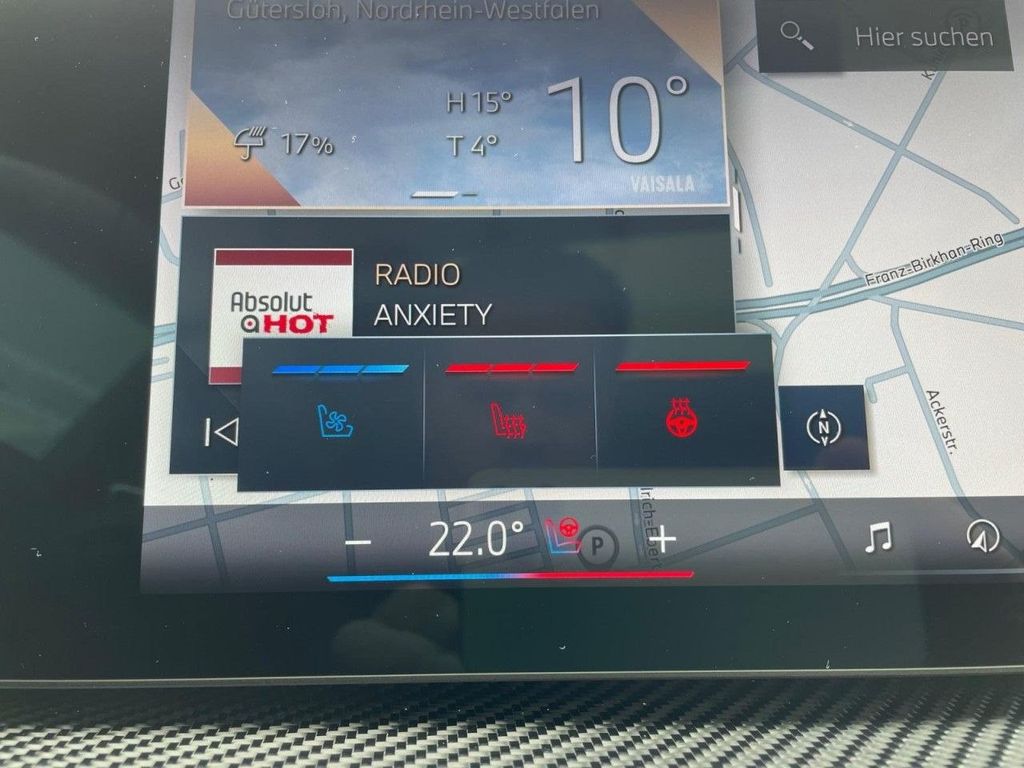 Gütersloh, Nordrhein-Westfalen
Hier suchen
H 15°
10°
17%
T 4°
VAISALA
Franz-Birkhan-Ring
RADIO
ANXIETY
Absolut
HOT
Ackerstr.
N
22.0°
P